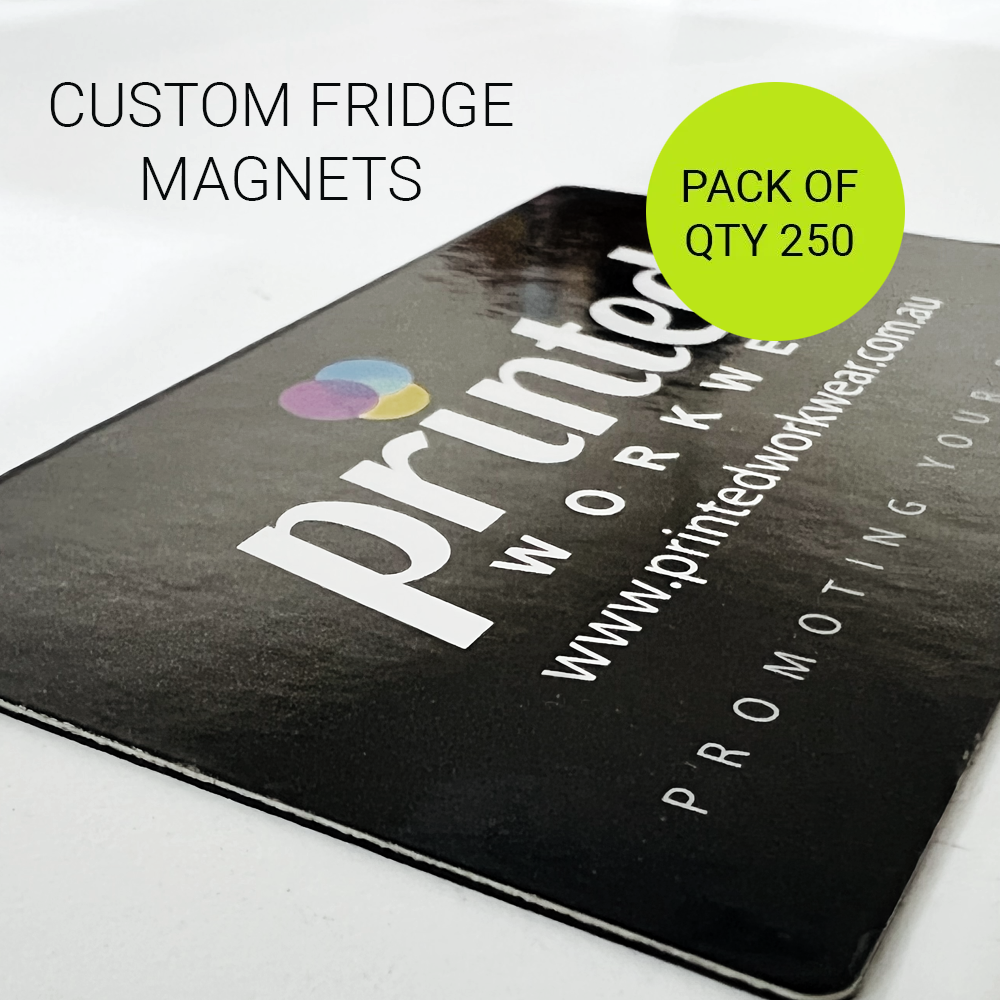 CUSTOM FRIDGE
MAGNETS
PACK OF
QTY 250
printed
WORKWE
www.printedworkwear.com.au
PROMOTING YOUR